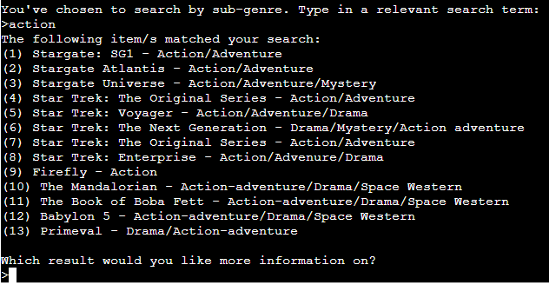 You've chosen to search by sub-genre. Type in a relevant search term:
>action
The following item/s matched your search:
(1) Stargate: SG1 - Action/Adventure
(2) Stargate Atlantis - Action/Adventure
(3) Stargate Universe - Action/Adventure/Mystery
(4) Star Trek: The Original Series - Action/Adventure
(5) Star Trek: Voyager - Action/Adventure/Drama
(6) Star Trek: The Next Generation - Drama/Mystery/Action adventure
(7) Star Trek: The Original Series - Action/Adventure
(8) Star Trek: Enterprise - Action/Advenure/Drama
(9) Firefly - Action
(10) The Mandalorian - Action-adventure/Drama/Space Western
(11) The Book of Boba Fett - Action-adventure/Drama/Space Western
(12) Babylon 5 - Action-adventure/Drama/Space Western
(13) Primeval - Drama/Action-adventure
Which result would you like more information on?
>